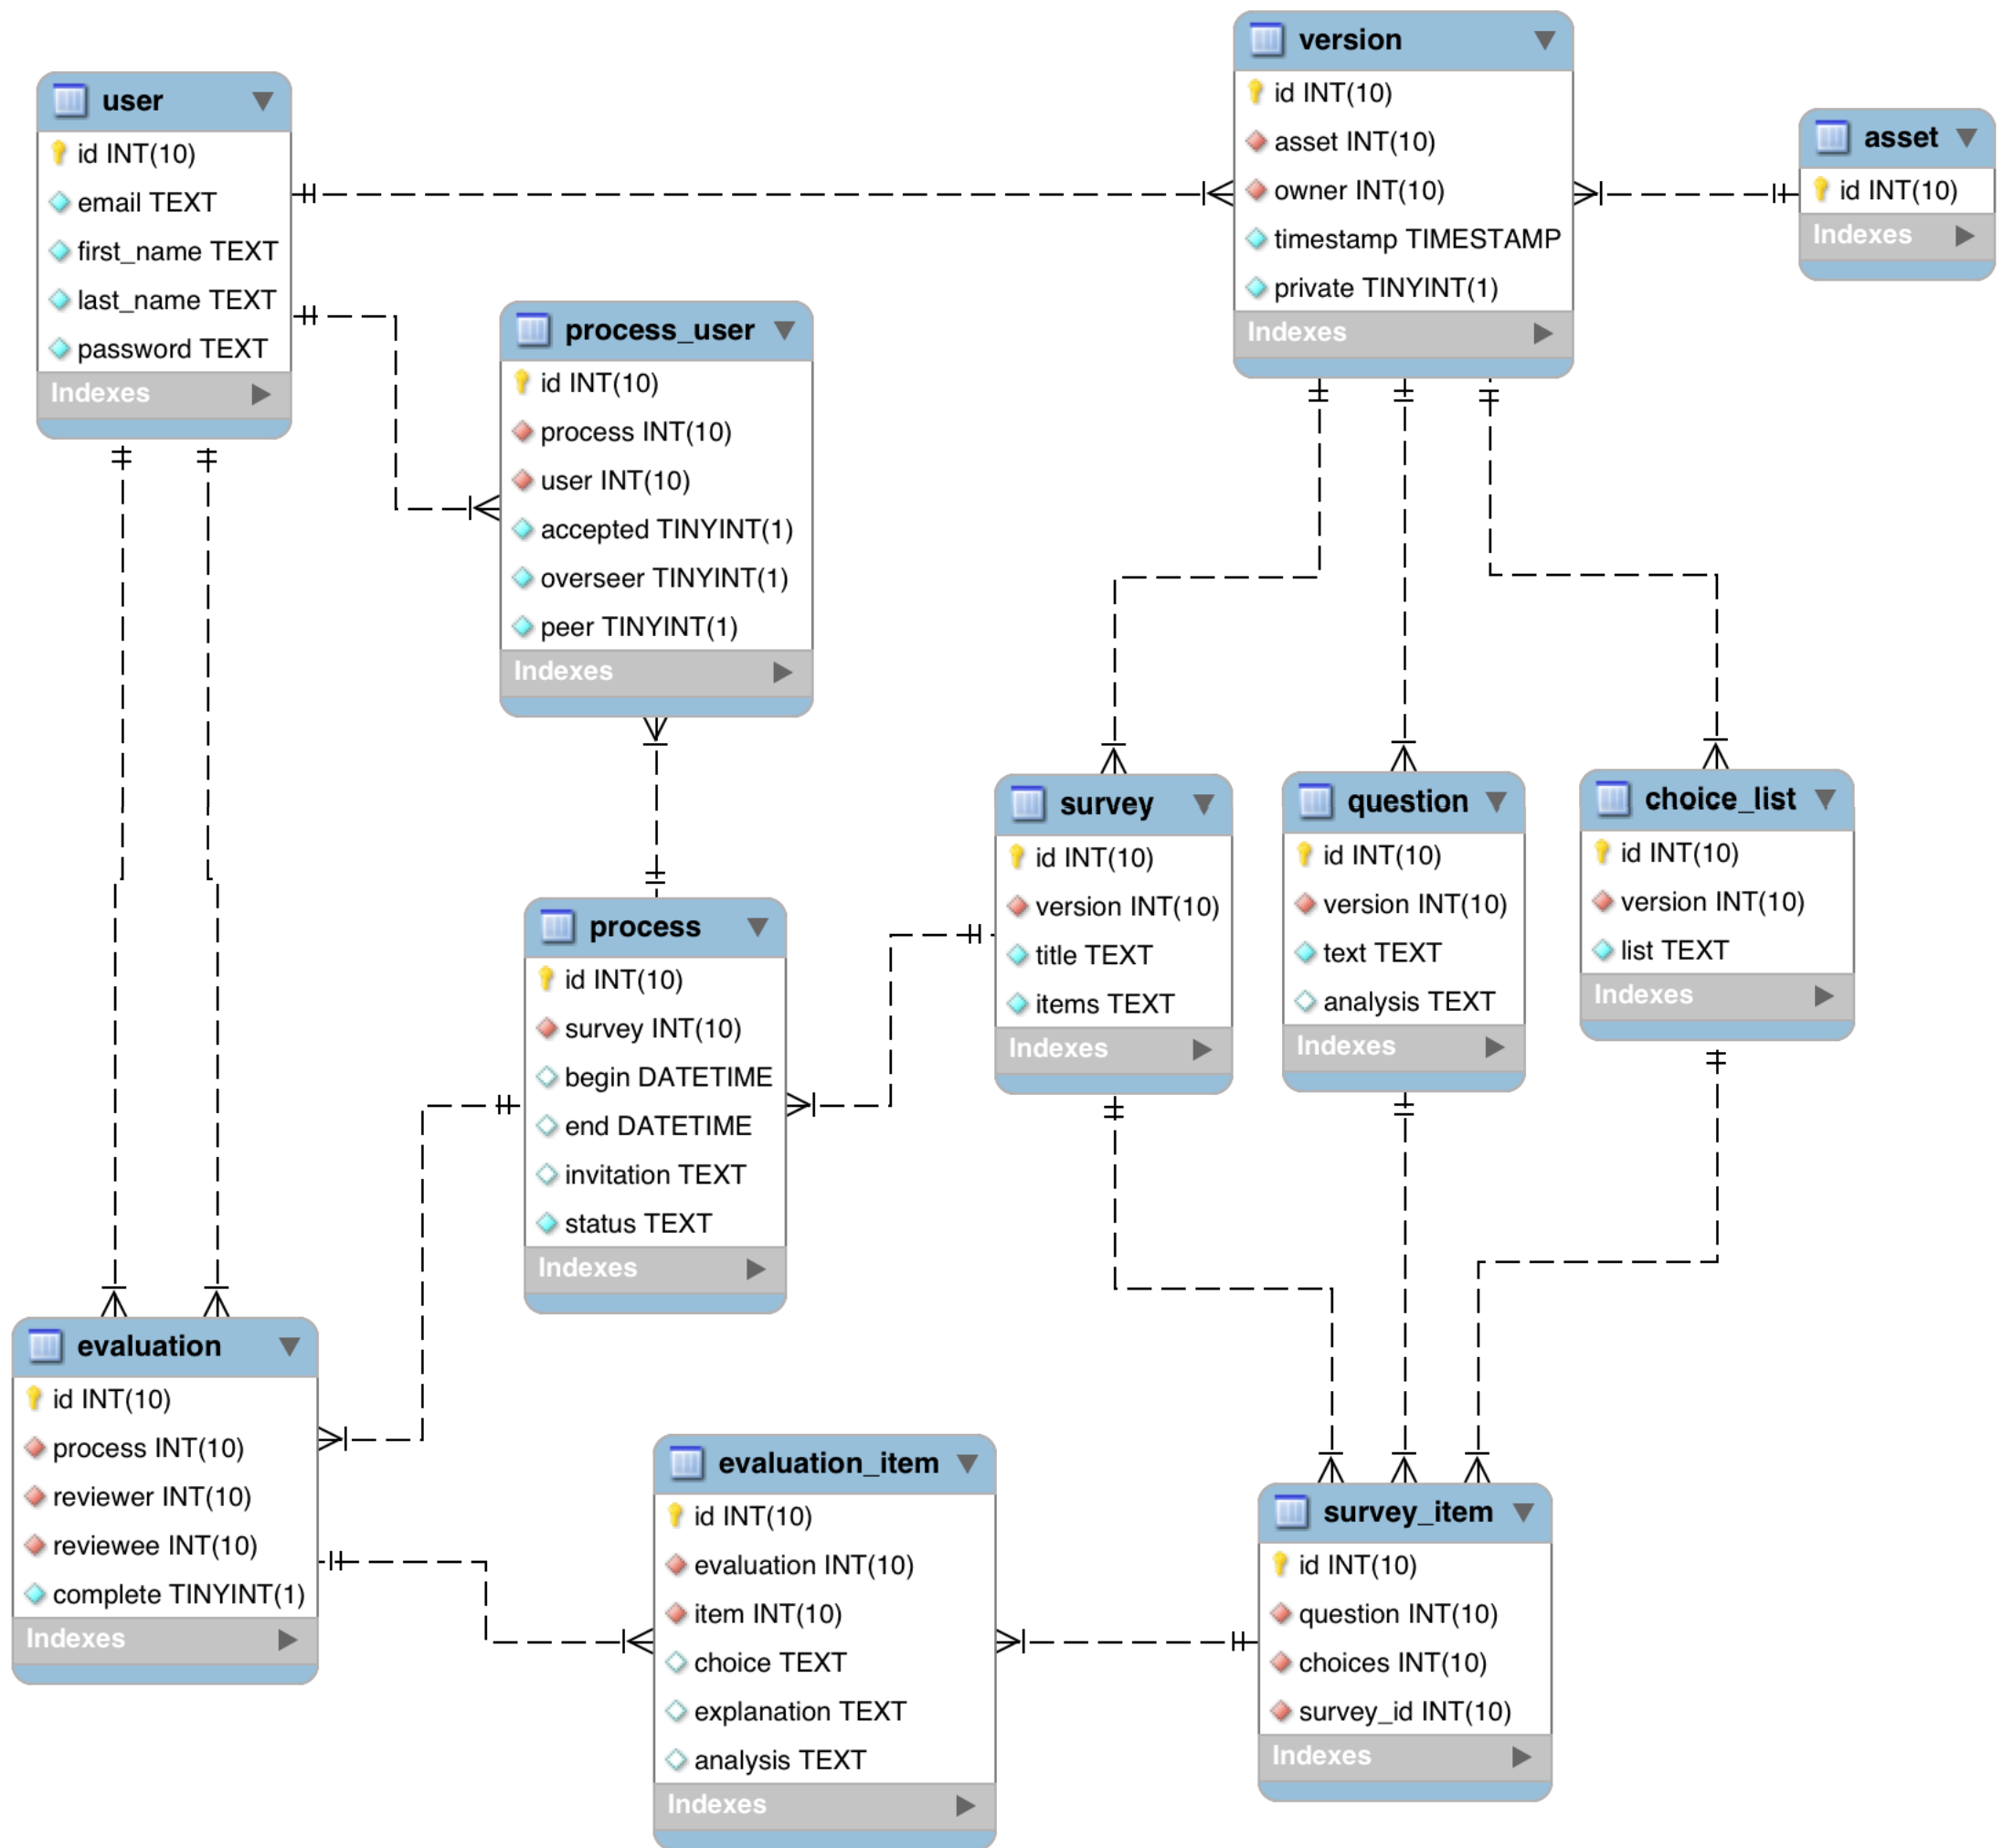 user
id INT(10)
email TEXT
first_name TEXT
last_name TEXT
password TEXT
Indexes
version
id INT(10)
asset INT(10)
owner INT(10)
timestamp TIMESTAMP
private TINYINT(1)
Indexes
asset
id INT(10)
Indexes
process_user
id INT(10)
process INT(10)
user INT(10)
accepted TINYINT(1)
overseer TINYINT(1)
peer TINYINT(1)
Indexes
survey
id INT(10)
version INT(10)
title TEXT
items TEXT
Indexes
question
id INT(10)
version INT(10)
text TEXT
analysis TEXT
Indexes
choice_list
id INT(10)
version INT(10)
list TEXT
Indexes
process
id INT(10)
survey INT(10)
begin DATETIME
end DATETIME
invitation TEXT
status TEXT
Indexes
evaluation
id INT(10)
process INT(10)
reviewer INT(10)
reviewee INT(10)
complete TINYINT(1)
Indexes
evaluation_item
id INT(10)
evaluation INT(10)
item INT(10)
choice TEXT
explanation TEXT
analysis TEXT
Indexes
survey_item
id INT(10)
question INT(10)
choices INT(10)
survey_id INT(10)
Indexes